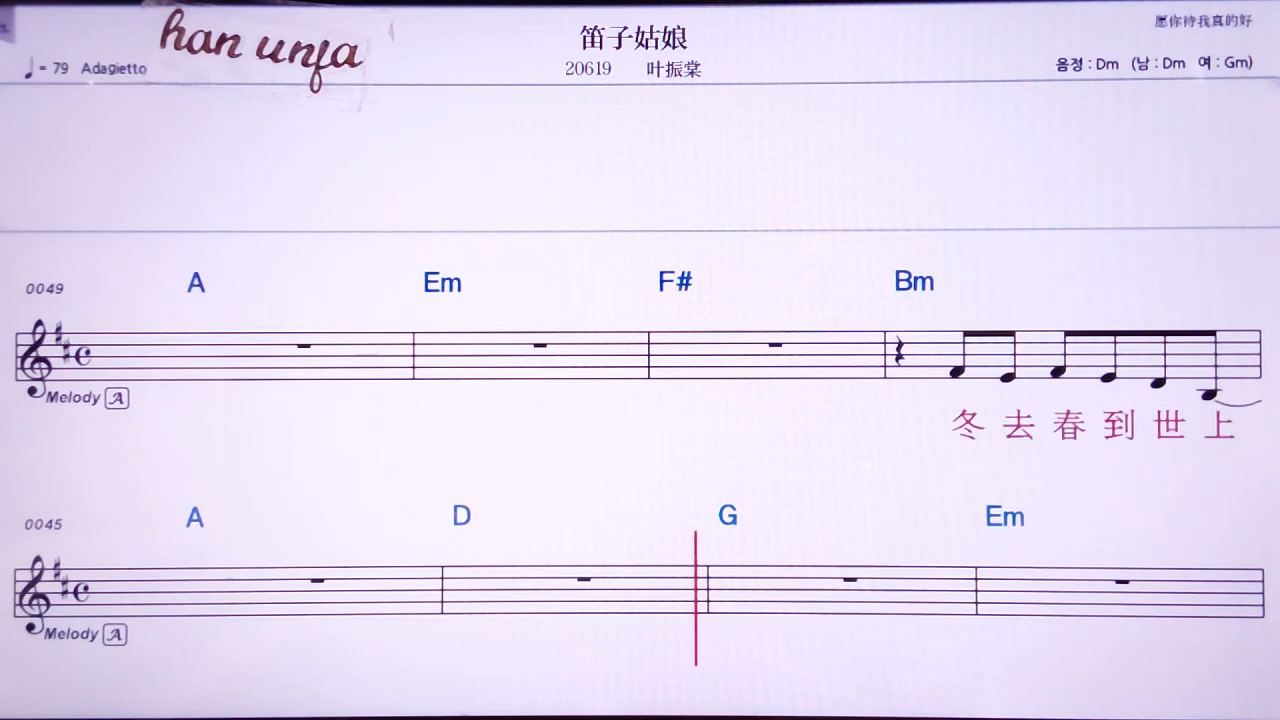 han unfa
笛子姑娘
愿你待我真的好
♩= 79 Adagietto
20619 叶振棠
음정 : Dm (남 : Dm 여 : Gm)
0049 A Em F# Bm
Melody A
冬 去 春 到 世 上
0045 A D G Em
Melody A